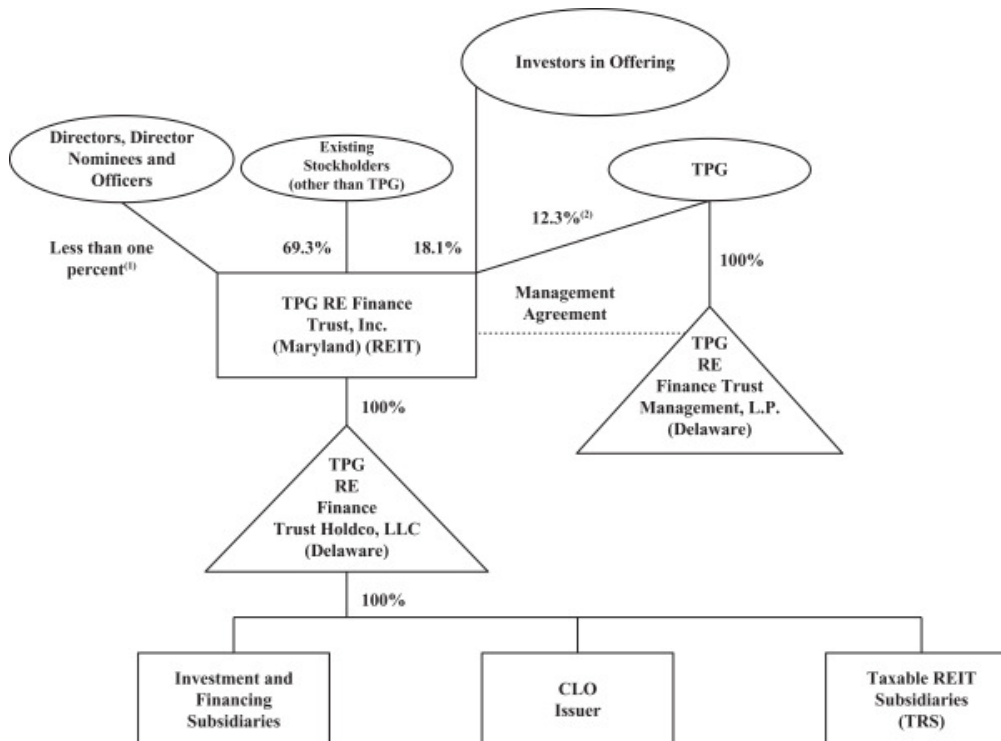 Investors in Offering
Directors, Director
Nominees and
Officers
Existing
Stockholders
(other than TPG)
TPG
Less than one
percent(1)
69.3%
18.1%
12.3%(2)
100%
TPG RE Finance
Trust, Inc.
(Maryland) (REIT)
Management
Agreement
TPG
RE
Finance Trust
Management, L.P.
(Delaware)
100%
TPG
RE
Finance
Trust Holdco, LLC
(Delaware)
100%
Investment and
Financing
Subsidiaries
CLO
Issuer
Taxable REIT
Subsidiaries
(TRS)